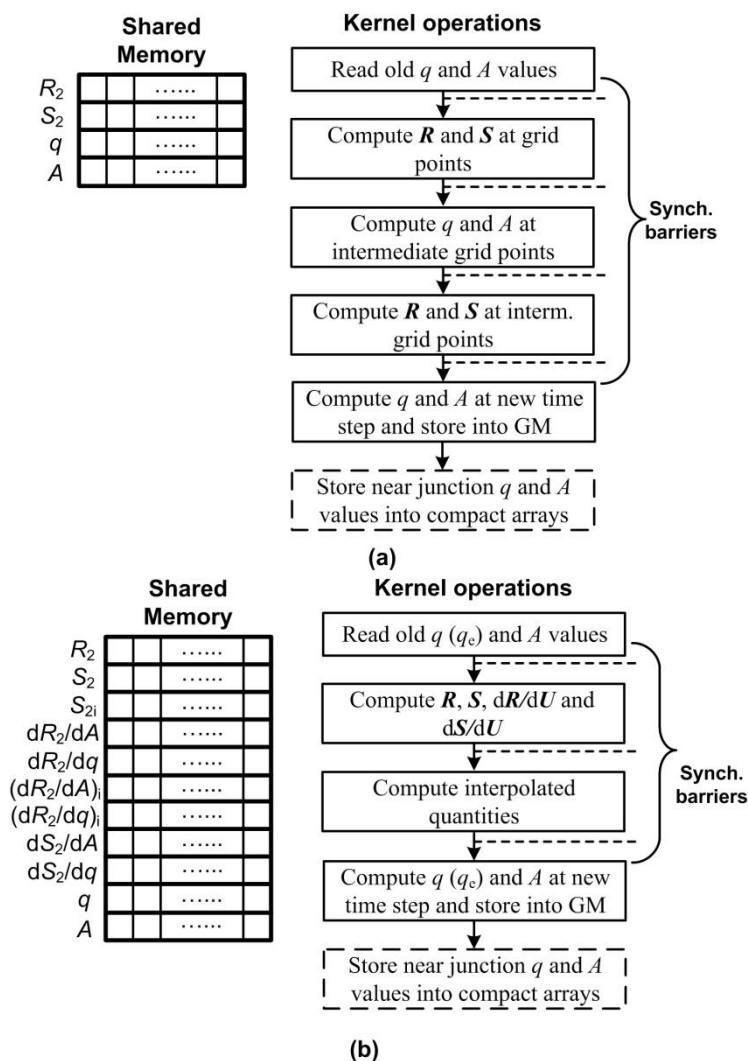 Shared
Memory
R₂
S₂
q
A
......
......
......
......
Kernel operations
Read old q and A values
Compute R and S at grid
points
Compute q and A at
intermediate grid points
Compute R and S at interm.
grid points
Compute q and A at new time
step and store into GM
Store near junction q and A
values into compact arrays
Synch.
barriers
(a)
Shared
Memory
R₂
S₂
S₂ᵢ
dR₂/dA
dR₂/dq
(dR₂/dA)ᵢ
(dR₂/dq)ᵢ
dS₂/dA
dS₂/dq
q
A
......
......
......
......
......
......
......
......
......
......
......
Kernel operations
Read old q (qₑ) and A values
Compute R, S, dR/dU and
dS/dU
Compute interpolated
quantities
Compute q (qₑ) and A at new
time step and store into GM
Store near junction q and A
values into compact arrays
Synch.
barriers
(b)